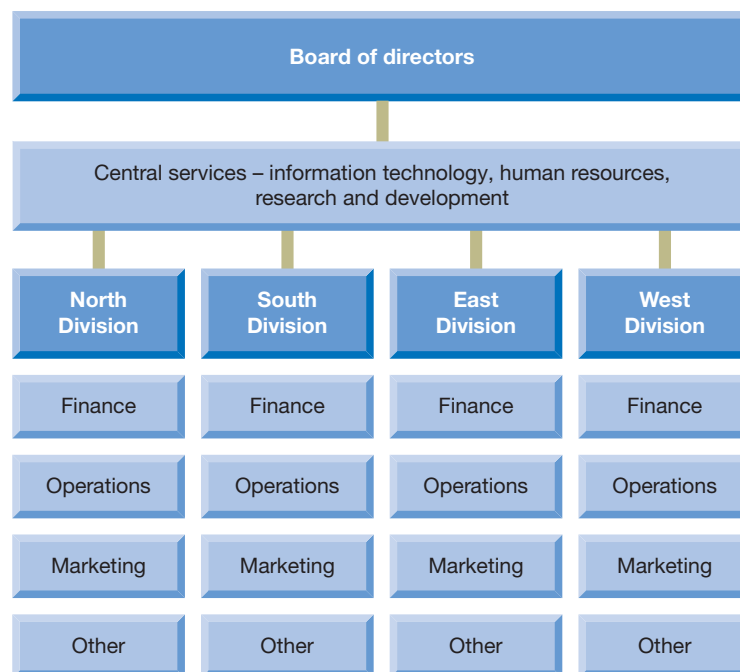 Board of directors
Central services – information technology, human resources,
research and development
North
Division
South
Division
East
Division
West
Division
Finance
Finance
Finance
Finance
Operations
Operations
Operations
Operations
Marketing
Marketing
Marketing
Marketing
Other
Other
Other
Other